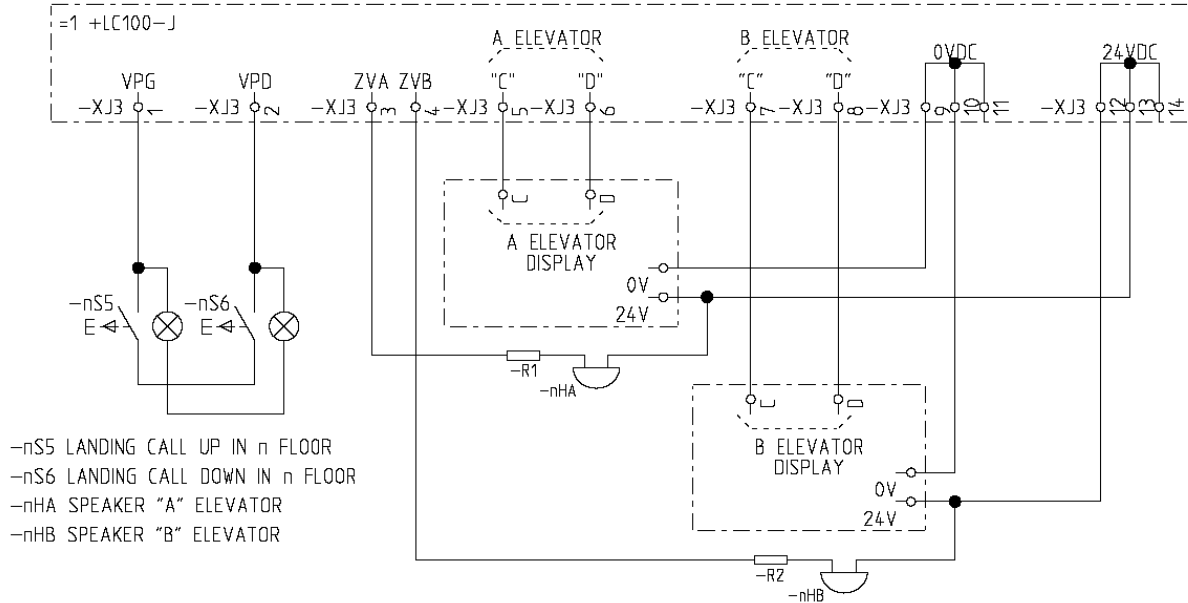 =1 +LC100-J
A ELEVATOR
B ELEVATOR
0VDC
24VDC
VPG
VPD
ZVA
ZVB
"C"
"D"
"C"
"D"
-XJ3
1
-XJ3
2
-XJ3
3
4
-XJ3
5
6
-XJ3
7
8
-XJ3
9
10
11
-XJ3
12
13
14
C
D
A ELEVATOR
DISPLAY
0V
24V
-nS5
E
-nS6
E
-R1
-nHA
C
D
B ELEVATOR
DISPLAY
0V
24V
-R2
-nHB
-nS5 LANDING CALL UP IN n FLOOR
-nS6 LANDING CALL DOWN IN n FLOOR
-nHA SPEAKER "A" ELEVATOR
-nHB SPEAKER "B" ELEVATOR